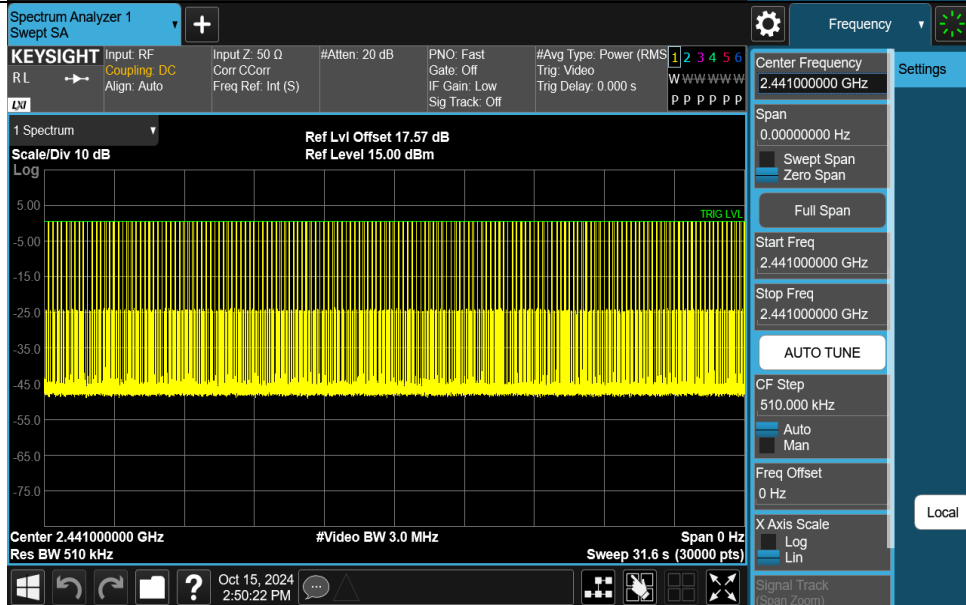 Spectrum Analyzer 1
Swept SA
Frequency
KEYSIGHT
RL
LXI
Input: RF
Coupling: DC
Align: Auto
Input Z: 50 Ω
Corr CCorr
Freq Ref: Int (S)
#Atten: 20 dB
PNO: Fast
Gate: Off
IF Gain: Low
Sig Track: Off
#Avg Type: Power (RMS
Trig: Video
Trig Delay: 0.000 s
1 2 3 4 5 6
W W W W W W
P P P P P P
1 Spectrum
Scale/Div 10 dB
Log
Ref Lvl Offset 17.57 dB
Ref Level 15.00 dBm
5.00
TRIG LVL
-5.00
-15.0
-25.0
-35.0
-45.0
-55.0
-65.0
-75.0
Center 2.441000000 GHz
#Video BW 3.0 MHz
Span 0 Hz
Res BW 510 kHz
Sweep 31.6 s (30000 pts)
Center Frequency
2.441000000 GHz
Settings
Span
0.00000000 Hz
Swept Span
Zero Span
Full Span
Start Freq
2.441000000 GHz
Stop Freq
2.441000000 GHz
AUTO TUNE
CF Step
510.000 kHz
Auto
Man
Freq Offset
0 Hz
Local
X Axis Scale
Log
Lin
Signal Track
(Span Zoom)
?
Oct 15, 2024
2:50:22 PM